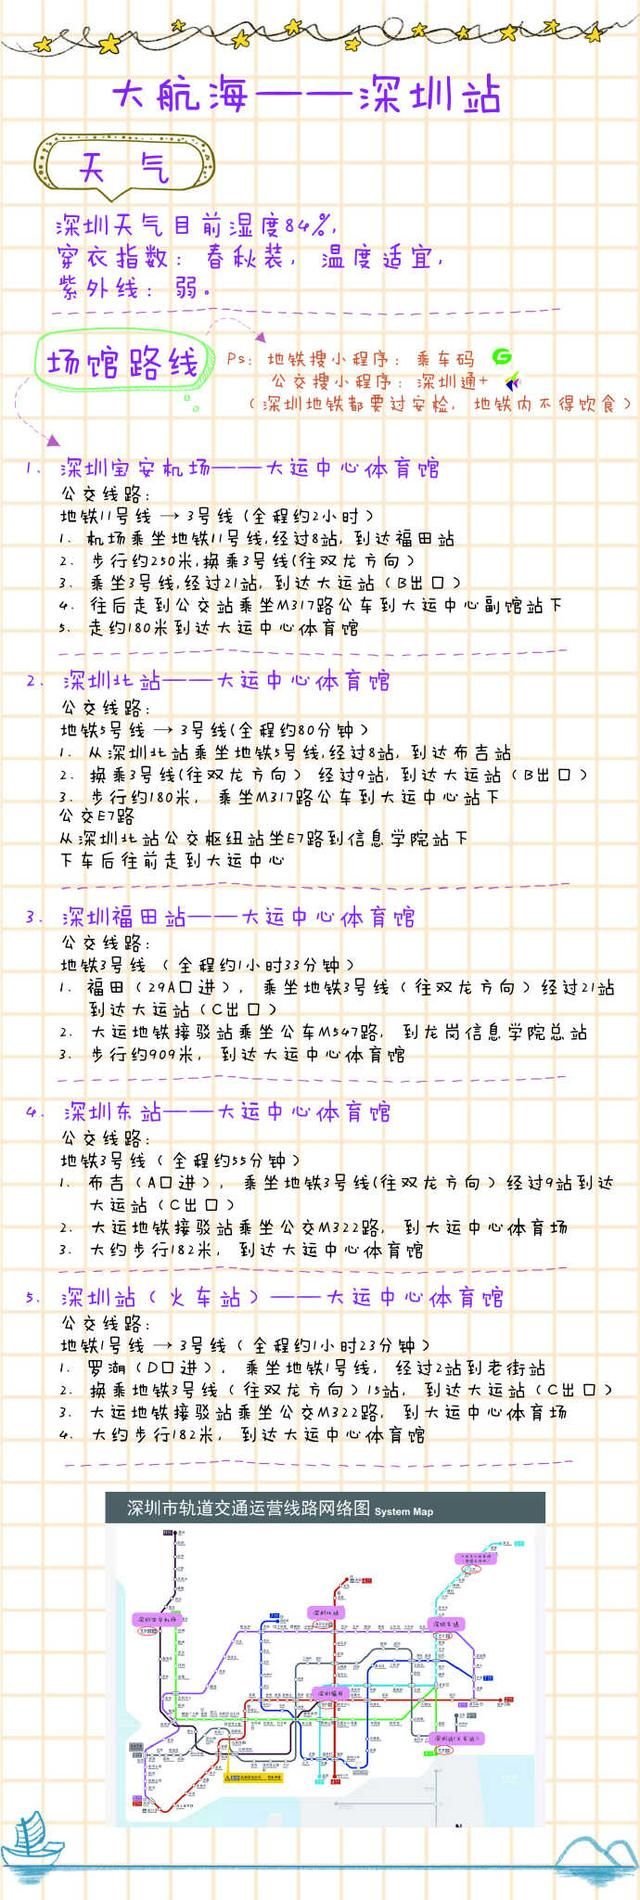 大航海——深圳站
天气
深圳天气目前湿度84%,
穿衣指数：春秋装，温度适宜，
紫外线：弱。
场馆路线
Ps：地铁搜小程序：乘车码
公交搜小程序：深圳通+
（深圳地铁都要过安检，地铁内不得饮食）
1. 深圳宝安机场——大运中心体育馆
公交线路：
地铁11号线 → 3号线（全程约2小时）
1. 机场乘坐地铁11号线,经过8站，到达福田站
2. 步行约250米,换乘3号线(往双龙方向)
3. 乘坐3号线,经过21站，到达大运站（B出口）
4. 往后走到公交站乘坐M317路公车到大运中心副馆站下
5. 走约180米到达大运中心体育馆
2. 深圳北站——大运中心体育馆
公交线路：
地铁5号线 → 3号线(全程约80分钟)
1. 从深圳北站乘坐地铁5号线,经过8站，到达布吉站
2. 换乘3号线(往双龙方向) 经过9站，到达大运站（B出口）
3. 步行约180米，乘坐M317路公车到大运中心站下
公交E7路
从深圳北站公交枢纽站坐E7路到信息学院站下
下车后往前走到大运中心
3. 深圳福田站——大运中心体育馆
公交线路：
地铁3号线 （全程约1小时33分钟）
1. 福田（29A口进），乘坐地铁3号线（往双龙方向）经过21站
到达大运站（C出口）
2. 大运地铁接驳站乘坐公车M547路，到龙岗信息学院总站
3. 步行约909米，到达大运中心体育馆
4. 深圳东站——大运中心体育馆
公交线路：
地铁3号线（全程约55分钟）
1. 布吉（A口进），乘坐地铁3号线(往双龙方向)经过9站到达
大运站（C出口）
2. 大运地铁接驳站乘坐公交M322路，到大运中心体育场
3. 大约步行182米，到达大运中心体育馆
5. 深圳站（火车站）——大运中心体育馆
公交线路：
地铁1号线 → 3号线（全程约1小时23分钟）
1. 罗湖（D口进），乘坐地铁1号线，经过2站到老街站
2. 换乘地铁3号线（往双龙方向）15站，到达大运站（C出口）
3. 大运地铁接驳站乘坐公交M322路，到大运中心体育场
4. 大约步行182米，到达大运中心体育馆
深圳市轨道交通运营线路网络图 System Map
深圳北站
深圳东站
深圳福田